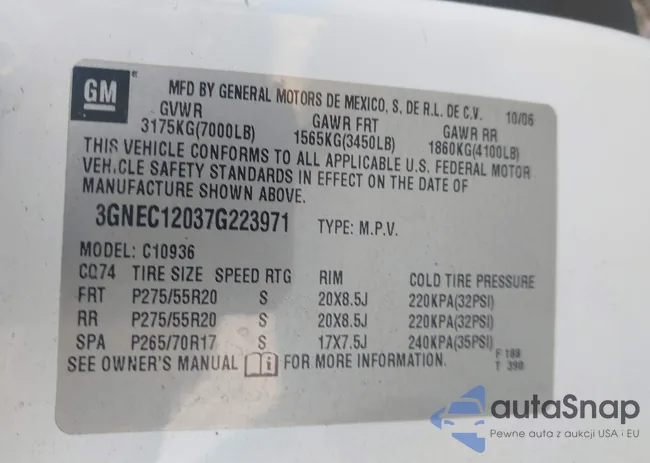 GM
MFD BY GENERAL MOTORS DE MEXICO, S. DE R.L. DE C.V. 10/06
GVWR GAWR FRT GAWR RR
3175KG(7000LB) 1565KG(3450LB) 1860KG(4100LB)
THIS VEHICLE CONFORMS TO ALL APPLICABLE U.S. FEDERAL MOTOR
VEHICLE SAFETY STANDARDS IN EFFECT ON THE DATE OF
MANUFACTURE SHOWN ABOVE.
3GNEC12037G223971 TYPE: M.P.V.
MODEL: C10936
CQ74 TIRE SIZE SPEED RTG RIM COLD TIRE PRESSURE
FRT P275/55R20 S 20X8.5J 220KPA(32PSI)
RR P275/55R20 S 20X8.5J 220KPA(32PSI)
SPA P265/70R17 S 17X7.5J 240KPA(35PSI)
SEE OWNER'S MANUAL i FOR MORE INFORMATION.
F 188
T 390
autaSnap
Pewne auta z aukcji USA i EU